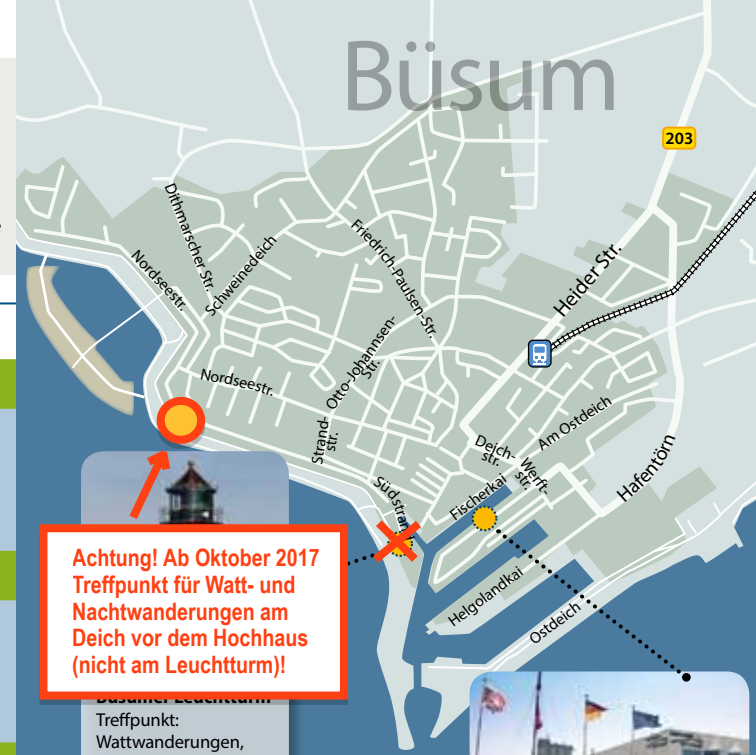 Büsum
203
Dithmarscher Str.
Nordseestr.
Schweinedeich
Friedrich-Paulsen-Str.
Heider Str.
Otto-Johannsen-
Str.
Nordseestr.
Strand-
str.
Deich-
str.
Werft-
str.
Am Ostdeich
Hafentörn
Südstrand
Fischerkai
Helgolandkai
Ostdeich
Achtung! Ab Oktober 2017
Treffpunkt für Watt- und
Nachtwanderungen am
Deich vor dem Hochhaus
(nicht am Leuchtturm)!
Büsumer Leuchtturm
Treffpunkt:
Wattwanderungen,